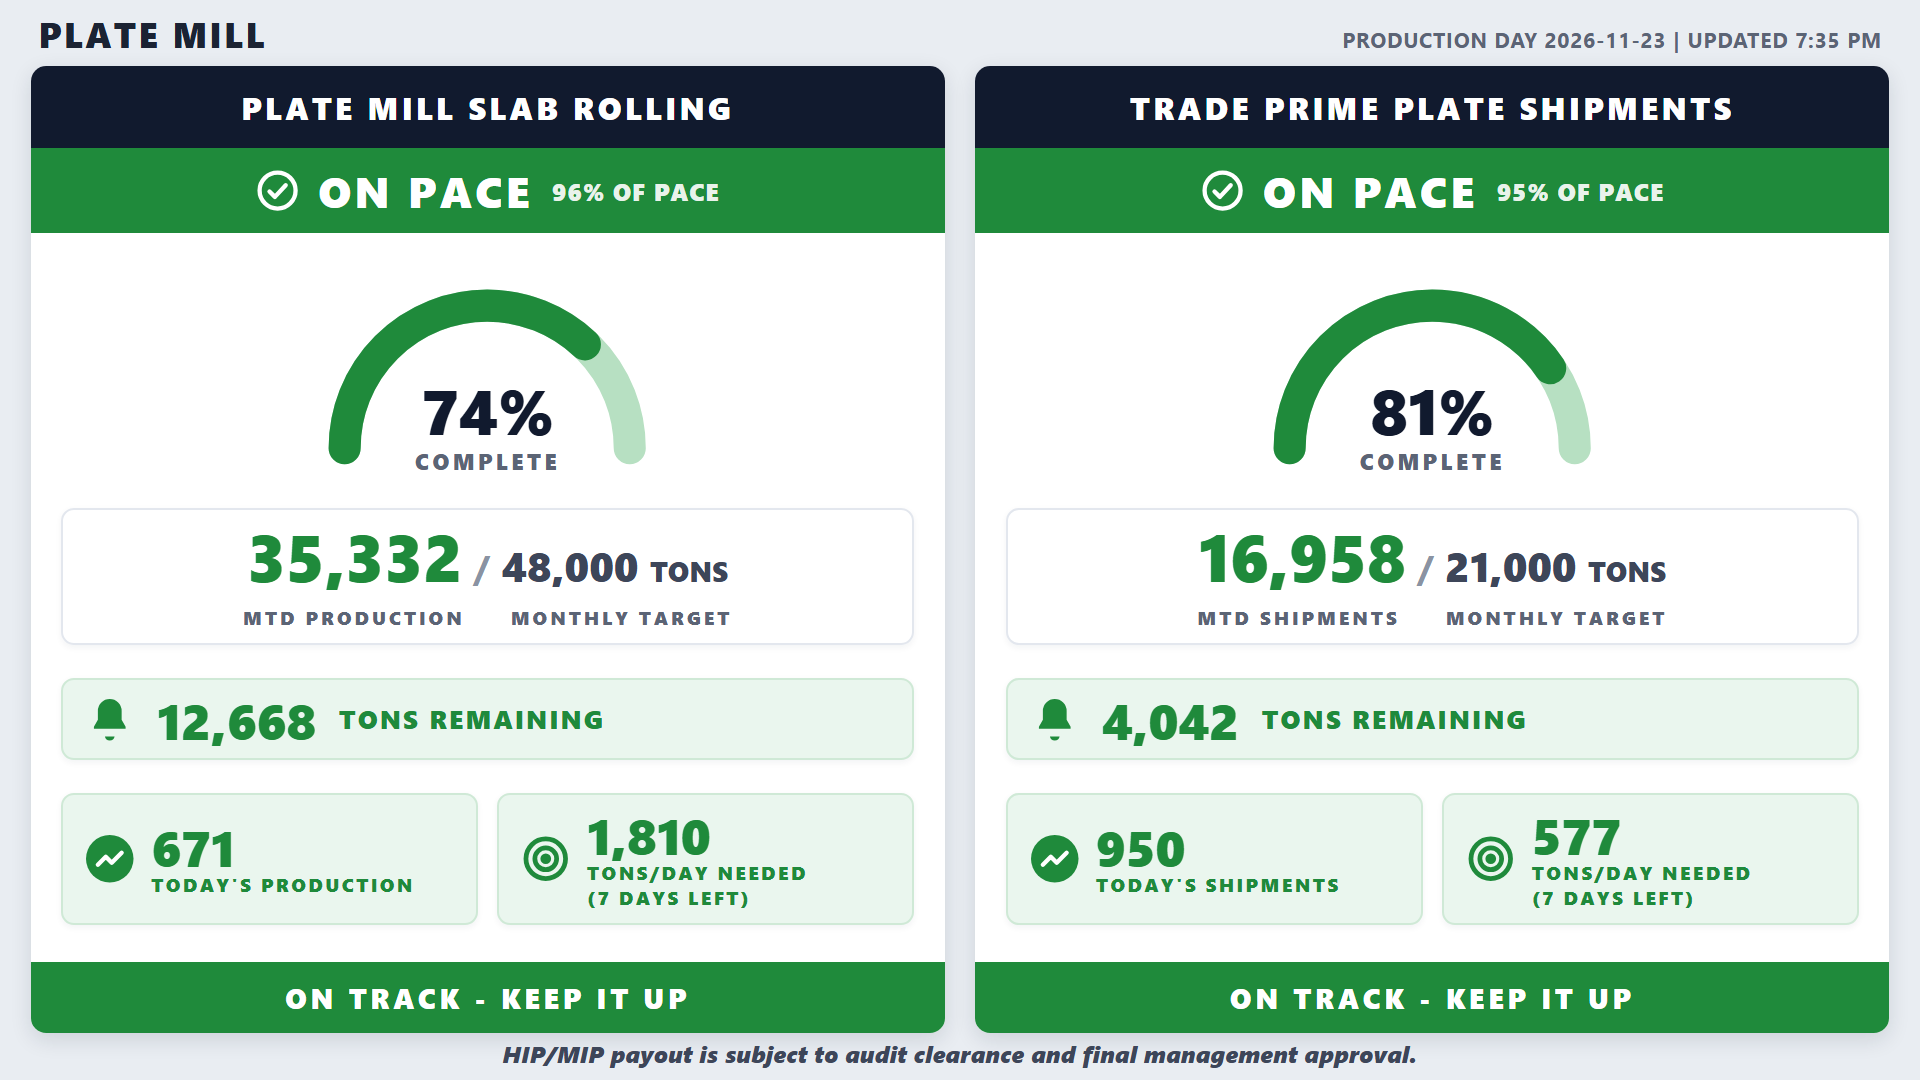 PLATE MILL
PRODUCTION DAY 2026-11-23 | UPDATED 7:35 PM
PLATE MILL SLAB ROLLING
ON PACE 96% OF PACE
74%
COMPLETE
35,332 / 48,000 TONS
MTD PRODUCTION MONTHLY TARGET
12,668 TONS REMAINING
671
TODAY'S PRODUCTION
1,810
TONS/DAY NEEDED
(7 DAYS LEFT)
ON TRACK - KEEP IT UP
TRADE PRIME PLATE SHIPMENTS
ON PACE 95% OF PACE
81%
COMPLETE
16,958 / 21,000 TONS
MTD SHIPMENTS MONTHLY TARGET
4,042 TONS REMAINING
950
TODAY'S SHIPMENTS
577
TONS/DAY NEEDED
(7 DAYS LEFT)
ON TRACK - KEEP IT UP
HIP/MIP payout is subject to audit clearance and final management approval.